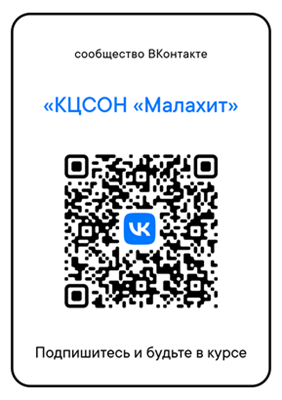 сообщество ВКонтакте
«КЦСОН «Малахит»
Подпишитесь и будьте в курсе